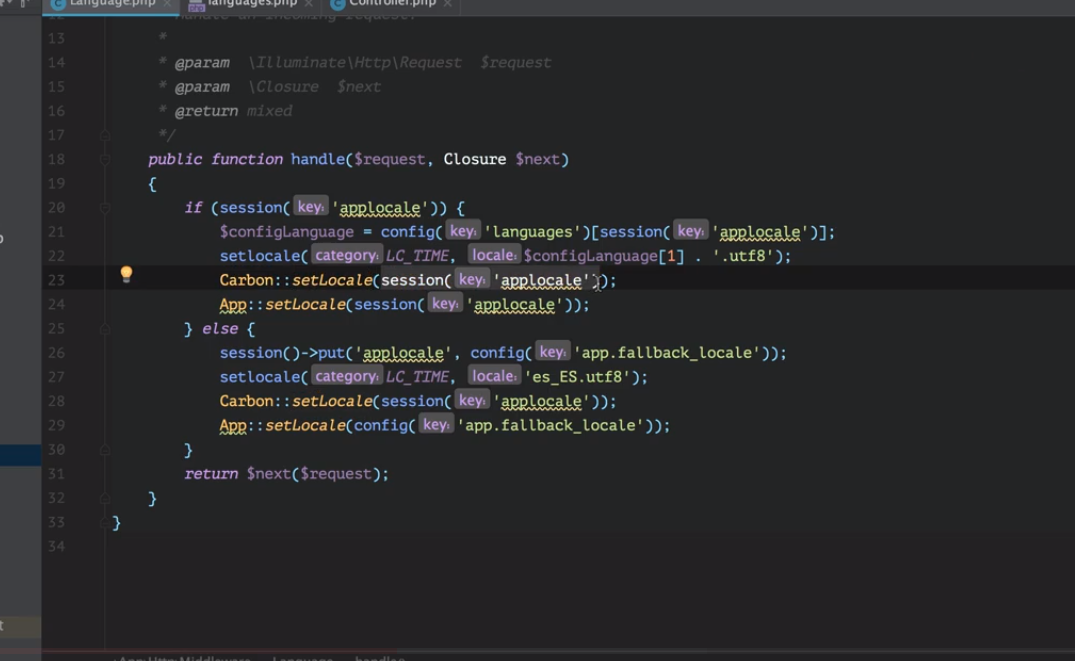 Language.php × languages.php × Controller.php ×
12 * Handle an incoming request.
13 *
14 * @param \Illuminate\Http\Request $request
15 * @param \Closure $next
16 * @return mixed
17 */
18 public function handle($request, Closure $next)
19 {
20 if (session( key: 'applocale')) {
21 $configLanguage = config( key: 'languages')[session( key: 'applocale')];
22 setlocale( category: LC_TIME, locale: $configLanguage[1] . '.utf8');
23 Carbon::setLocale(session( key: 'applocale'));
24 App::setLocale(session( key: 'applocale'));
25 } else {
26 session()->put('applocale', config( key: 'app.fallback_locale'));
27 setlocale( category: LC_TIME, locale: 'es_ES.utf8');
28 Carbon::setLocale(session( key: 'applocale'));
29 App::setLocale(config( key: 'app.fallback_locale'));
30 }
31 return $next($request);
32 }
33 }
34